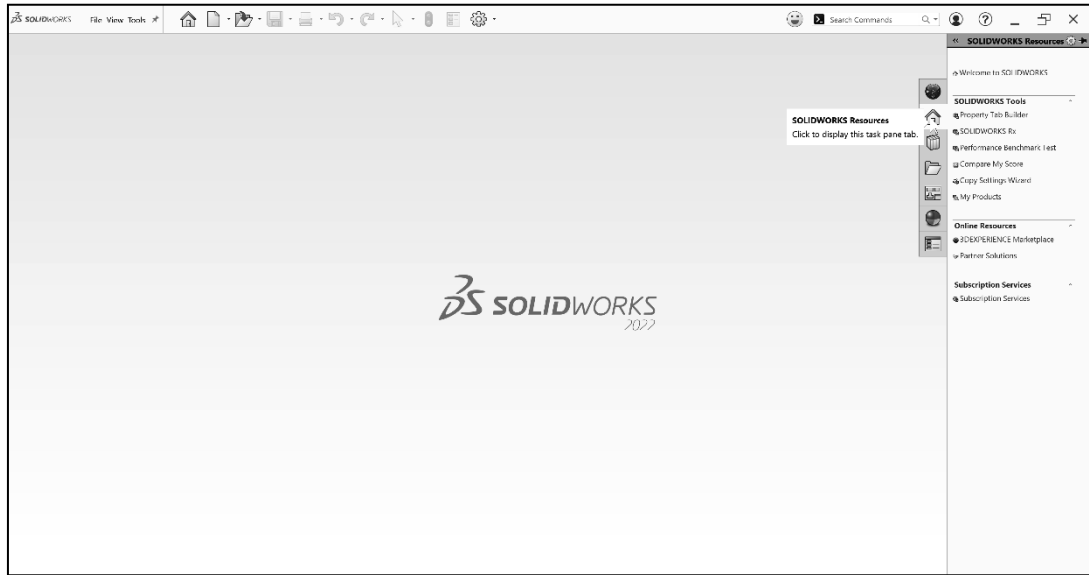 3S SOLIDWORKS File View Tools Search Commands
SOLIDWORKS Resources
Welcome to SOLIDWORKS
SOLIDWORKS Tools
Property Tab Builder
SOLIDWORKS Rx
Performance Benchmark Test
Compare My Score
Copy Settings Wizard
My Products
Online Resources
3DEXPERIENCE Marketplace
Partner Solutions
Subscription Services
Subscription Services
SOLIDWORKS Resources
Click to display this task pane tab.
3S SOLIDWORKS
2022